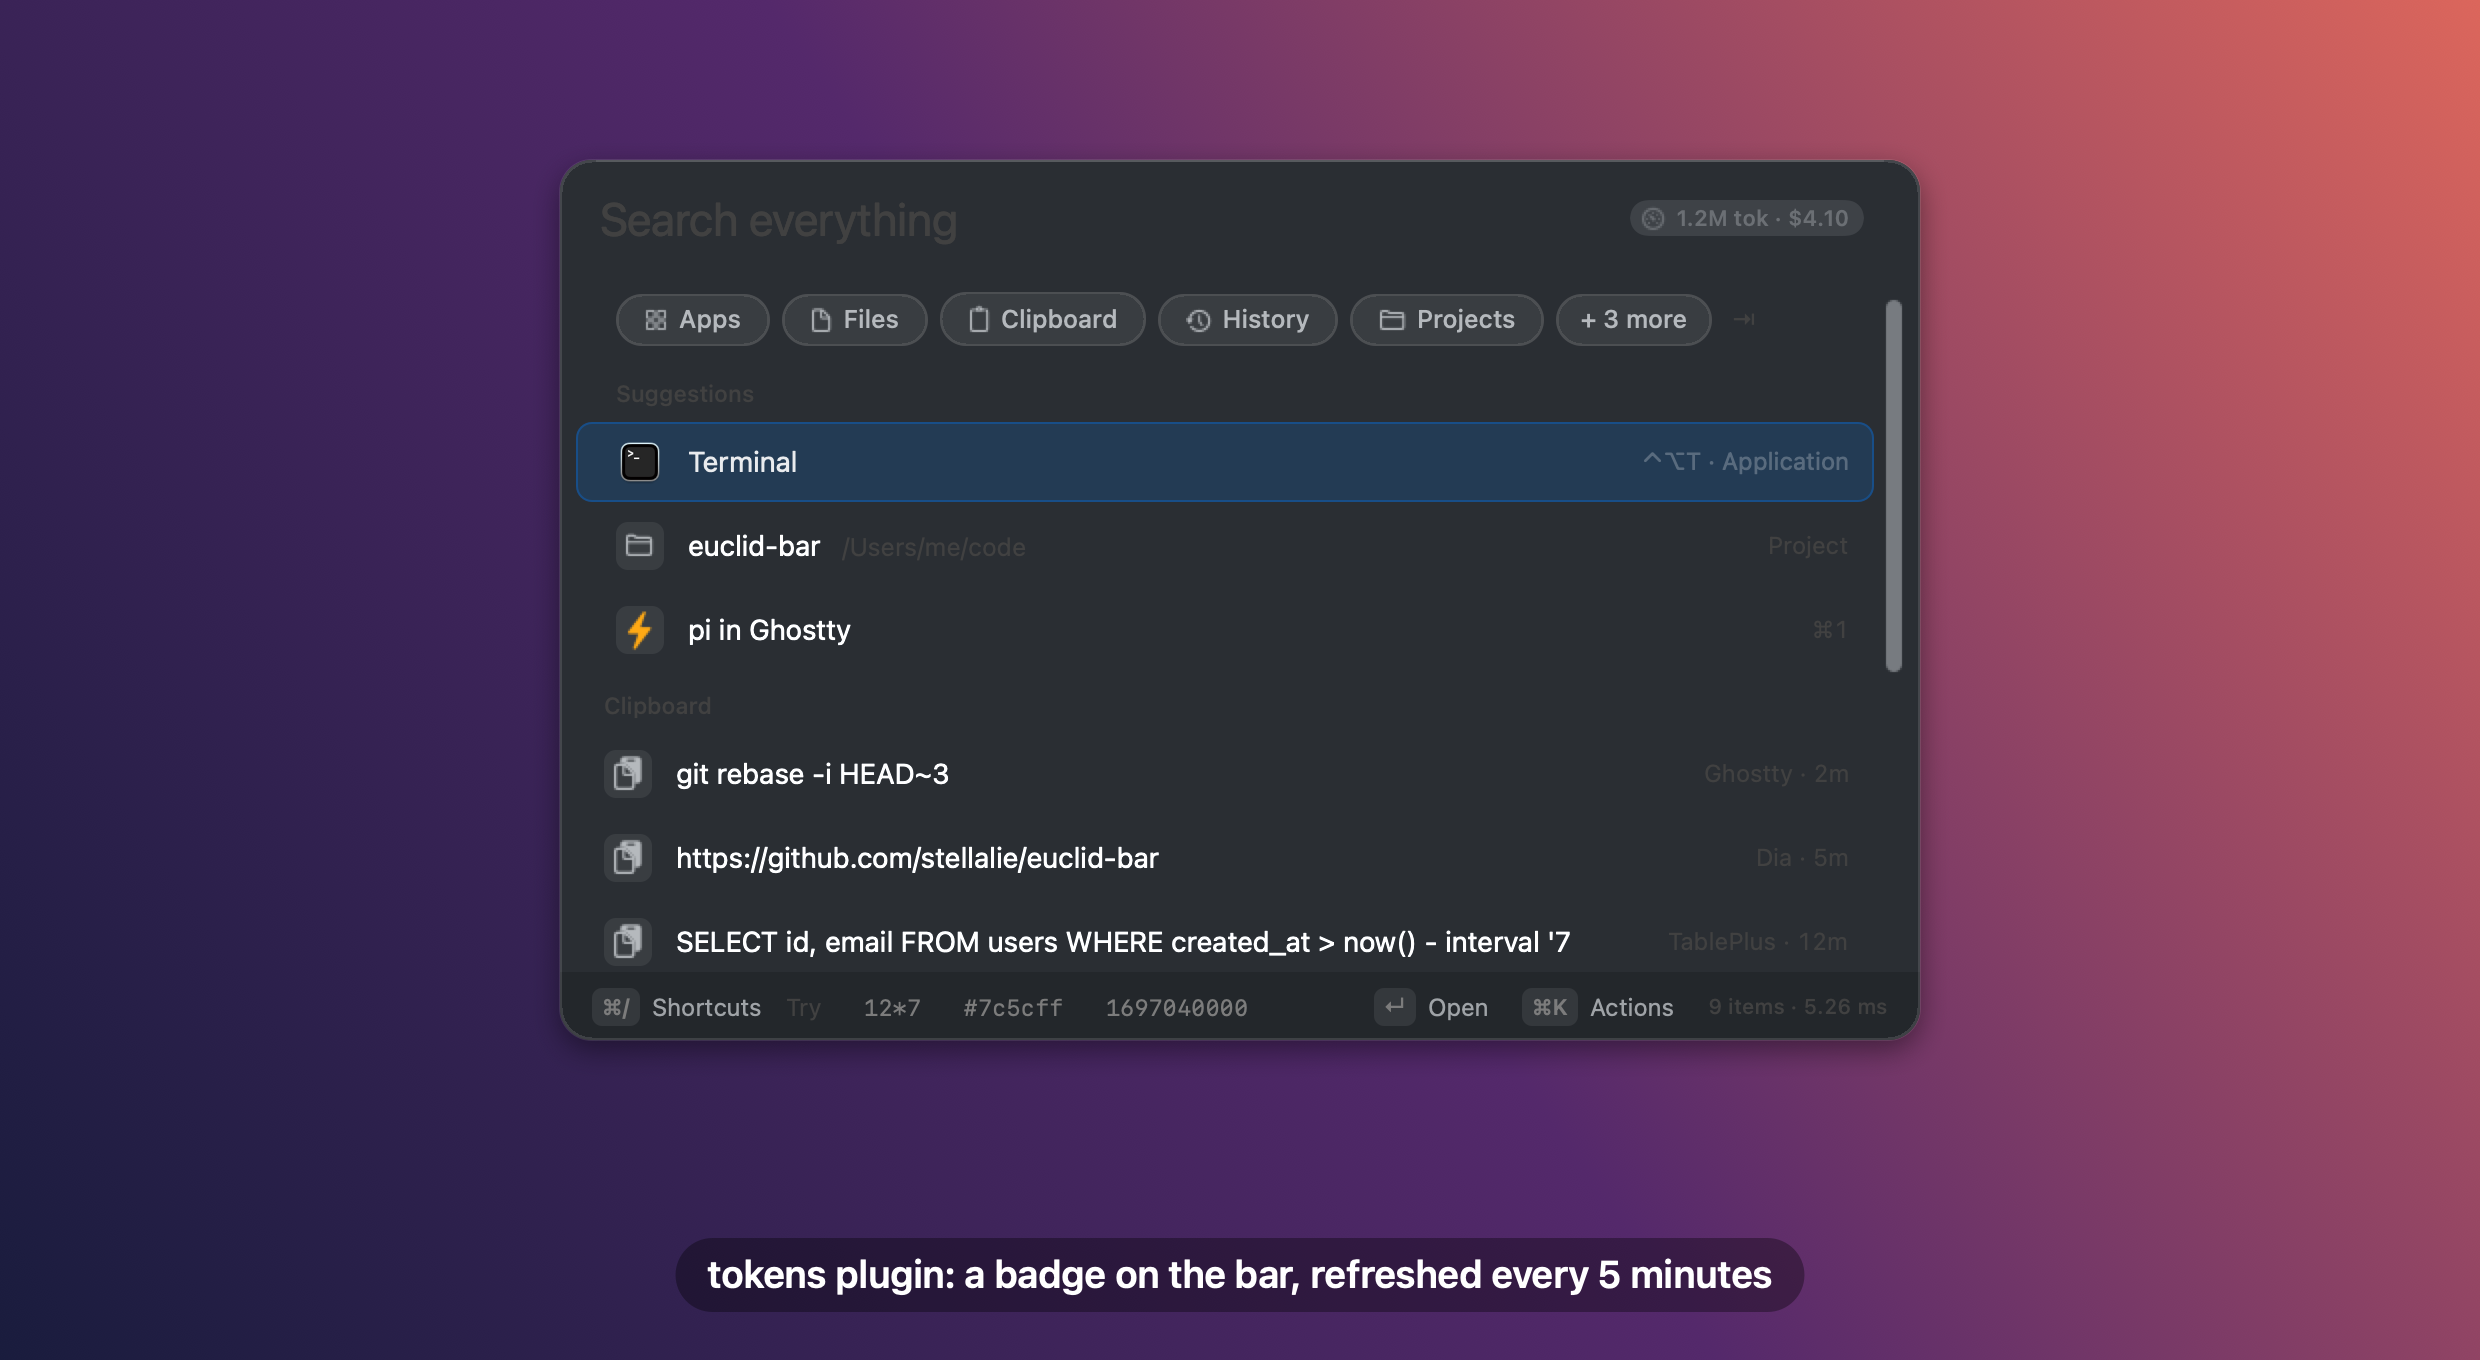 Search everything
1.2M tok · $4.10
Apps Files Clipboard History Projects + 3 more ⇥
Suggestions
>_ Terminal ⌃⌥T · Application
euclid-bar /Users/me/code Project
pi in Ghostty ⌘1
Clipboard
git rebase -i HEAD~3 Ghostty · 2m
https://github.com/stellalie/euclid-bar Dia · 5m
SELECT id, email FROM users WHERE created_at > now() - interval '7 TablePlus · 12m
⌘/ Shortcuts Try 12*7 #7c5cff 1697040000 ↵ Open ⌘K Actions 9 items · 5.26 ms
tokens plugin: a badge on the bar, refreshed every 5 minutes